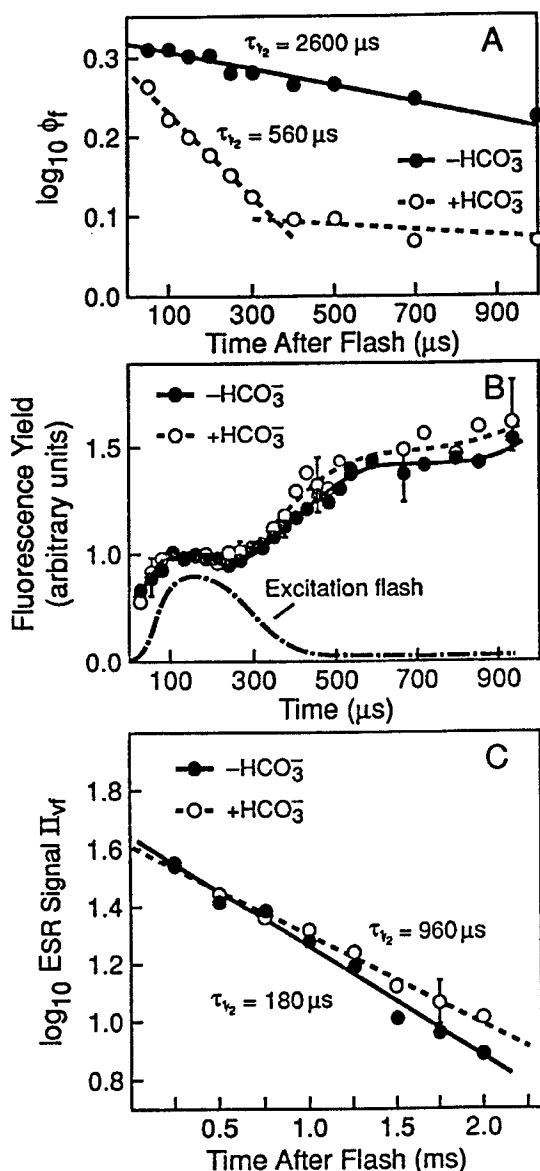 A
τ½ = 2600 μs
τ½ = 560 μs
log10 ϕf
0.3
0.2
0.1
0.0
–HCO3̄
+HCO3̄
100 300 500 700 900
Time After Flash (μs)
B
–HCO3̄
+HCO3̄
Fluorescence Yield
(arbitrary units)
1.5
1.0
0.0
Excitation flash
100 300 500 700 900
Time (μs)
C
–HCO3̄
+HCO3̄
log10 ESR Signal IIvf
1.8
1.6
1.4
1.2
1.0
0.8
τ½ = 960 μs
τ½ = 180 μs
0.5 1.0 1.5 2.0
Time After Flash (ms)